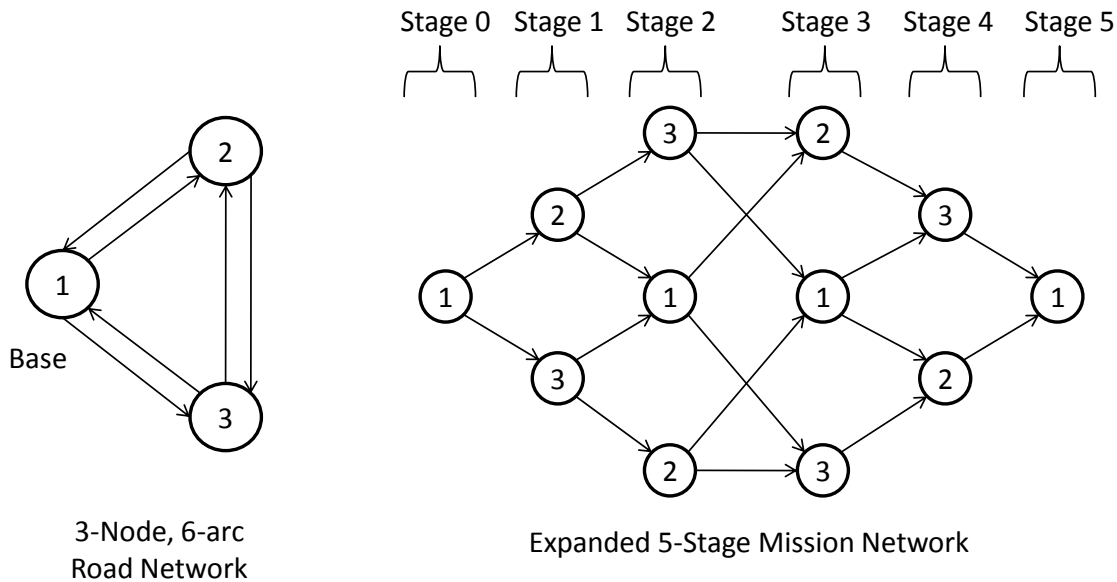 Stage 0 Stage 1 Stage 2 Stage 3 Stage 4 Stage 5
3 2
2
2 3
1 1 1 1 1
Base
3 2
3
2 3
3-Node, 6-arc
Road Network
Expanded 5-Stage Mission Network